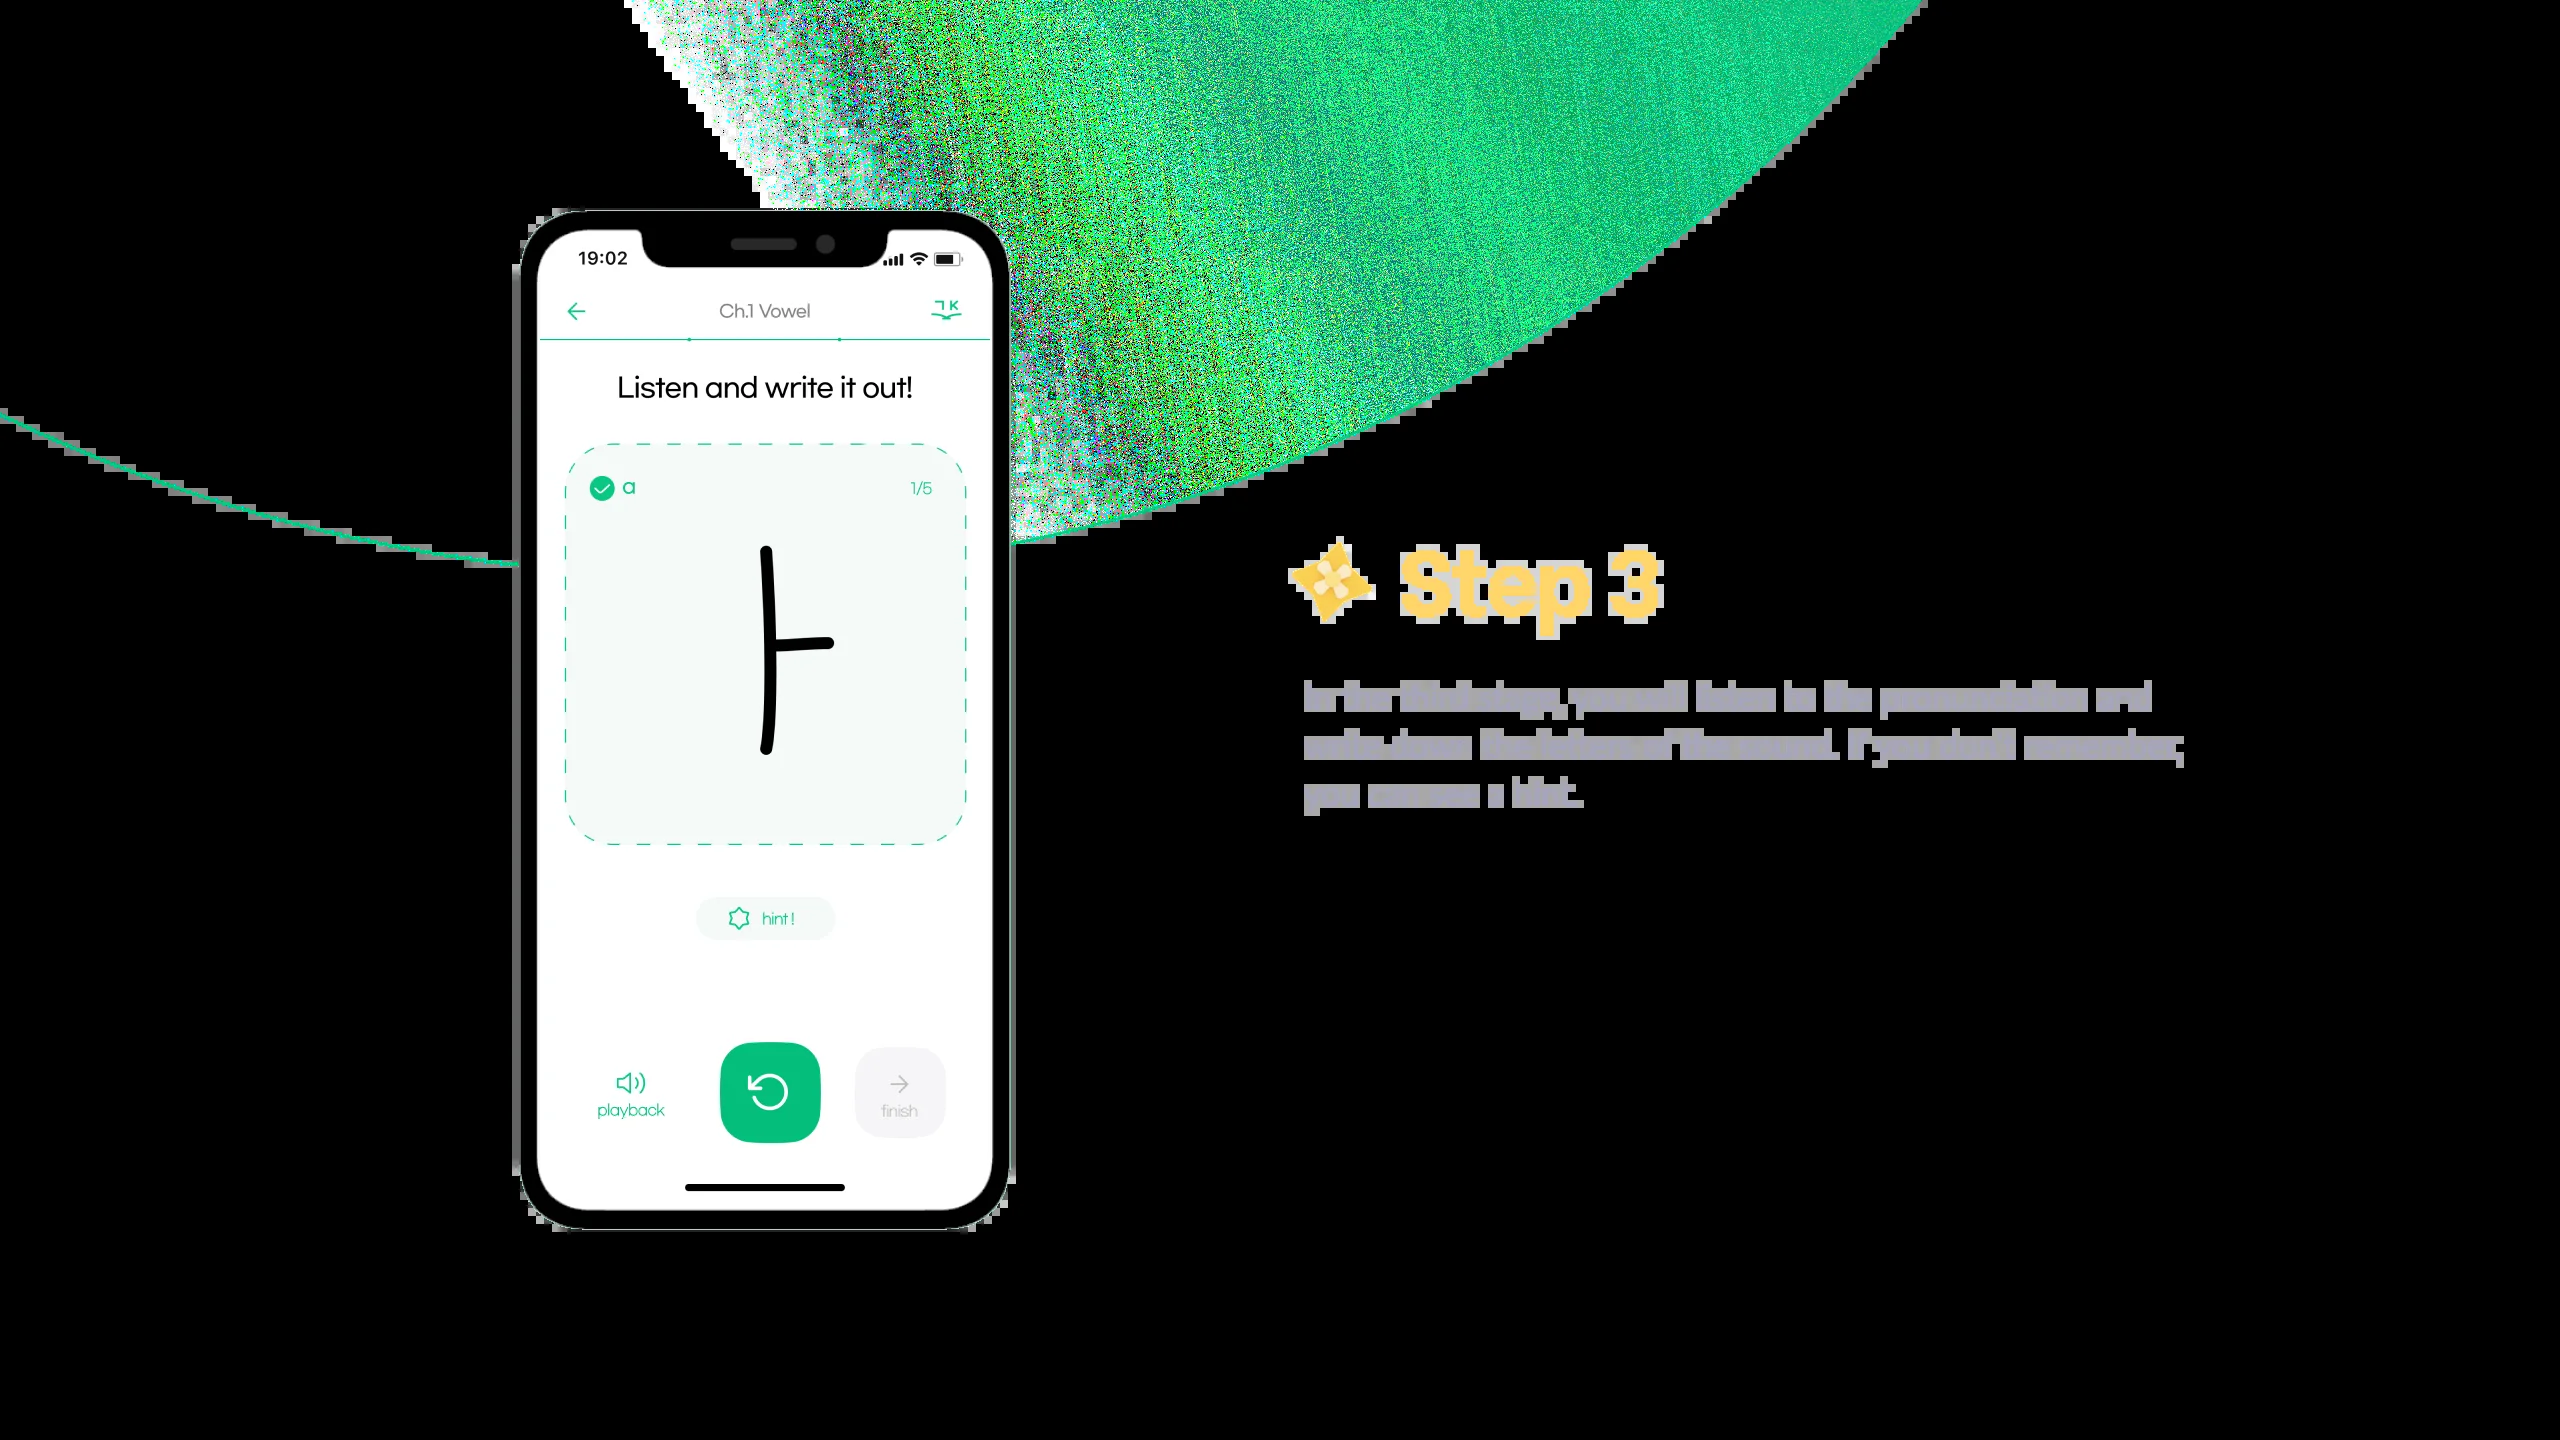 19:02
Ch.1 Vowel
ㄱK
Listen and write it out!
a
1/5
ㅏ
hint!
playback
finish
Step 3
In the third stage, you will listen to the pronunciation and
write down the letters of the sound. If you don't remember,
you can see a hint.